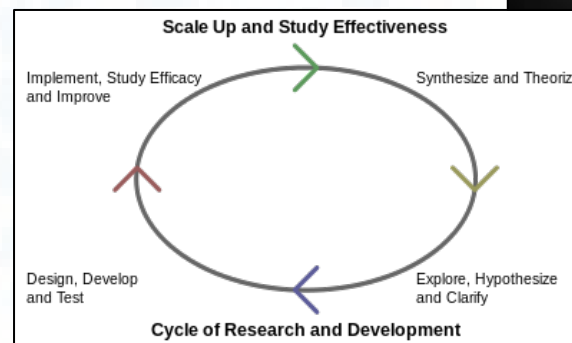 Scale Up and Study Effectiveness
Implement, Study Efficacy
and Improve
Synthesize and Theoriz
Design, Develop
and Test
Explore, Hypothesize
and Clarify
Cycle of Research and Development